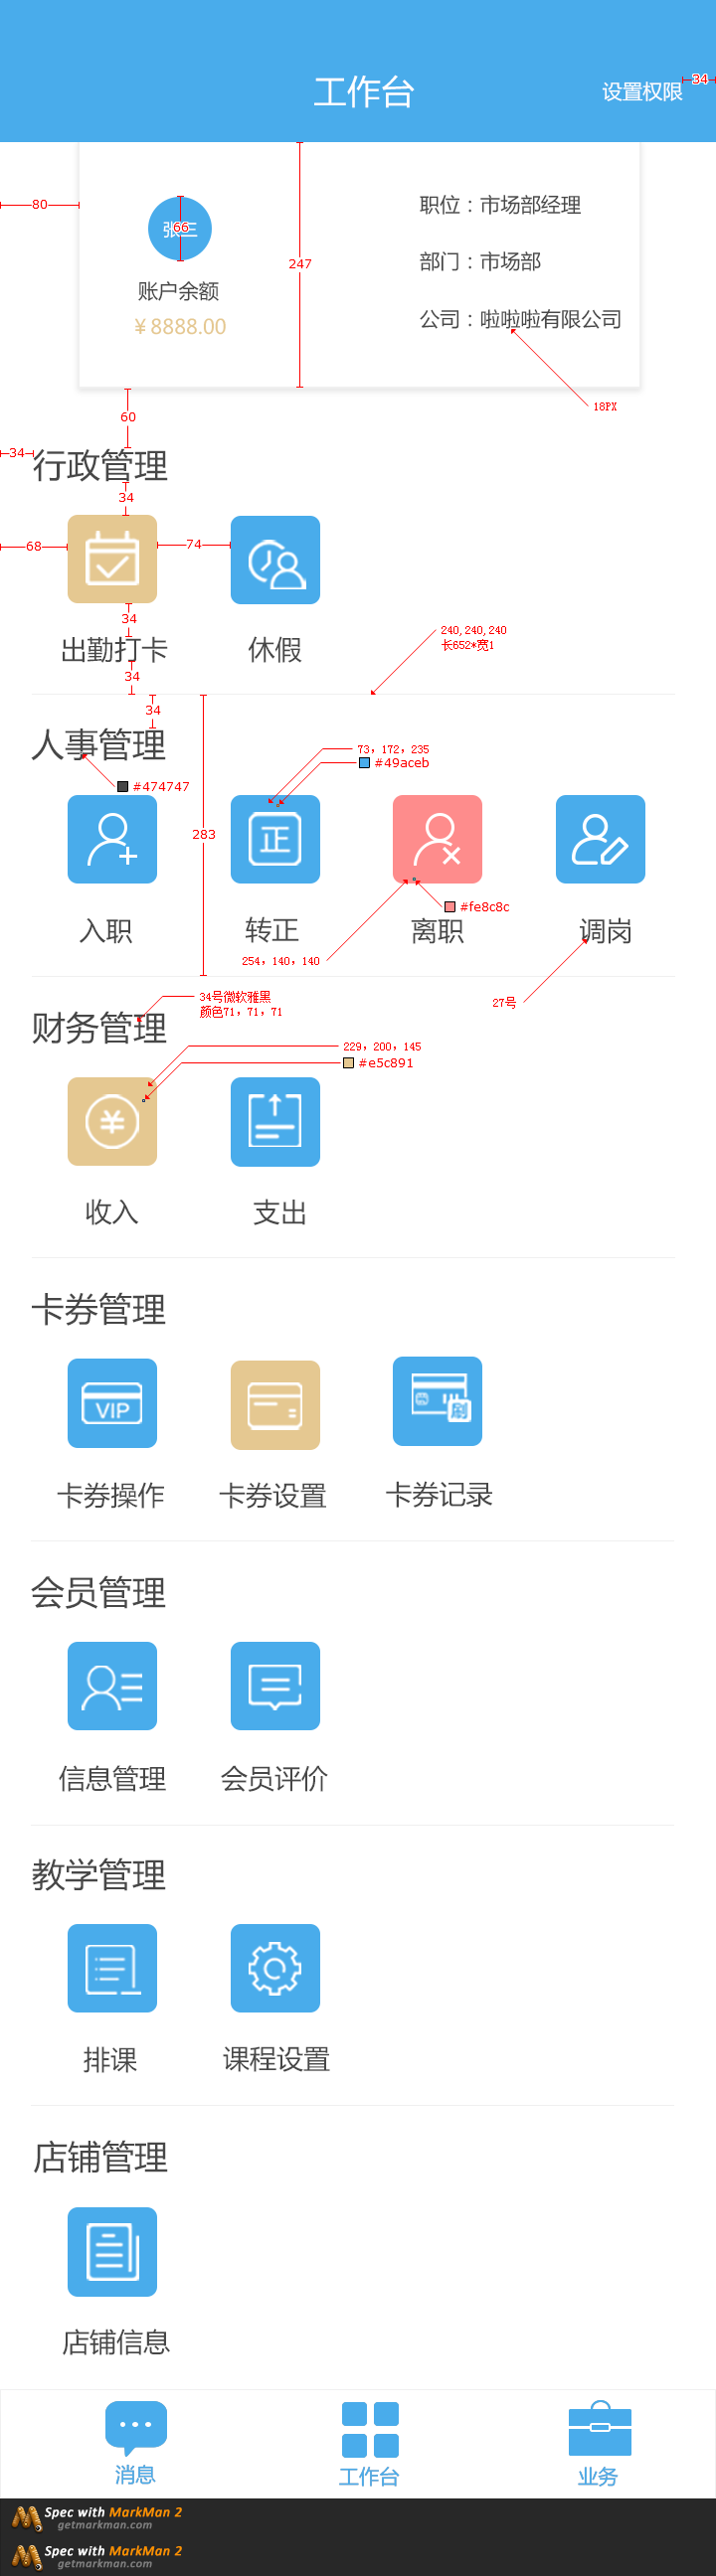 工作台
设置权限
34
80
张三
66
247
职位：市场部经理
部门：市场部
账户余额
¥8888.00
公司：啦啦啦有限公司
18PX
60
34
行政管理
34
68
74
34
出勤打卡
休假
240,240,240
长652*宽1
34
34
人事管理
73，172，235
#49aceb
#474747
正
283
入职
转正
离职
调岗
#fe8c8c
254，140，140
27号
34号微软雅黑
颜色71，71，71
财务管理
229，200，145
#e5c891
¥
收入
支出
卡券管理
VIP
卡券操作
卡券设置
卡券记录
会员管理
信息管理
会员评价
教学管理
排课
课程设置
店铺管理
店铺信息
消息
工作台
业务
Spec with MarkMan 2
getmarkman.com
Spec with MarkMan 2
getmarkman.com